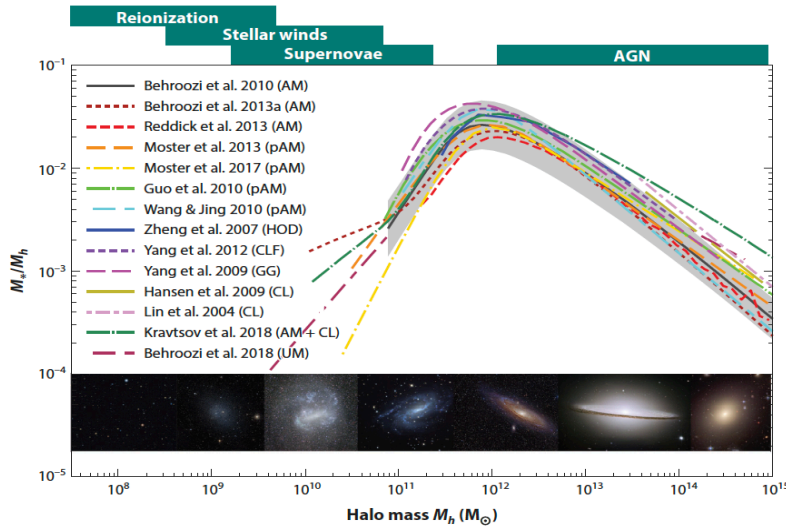 Reionization
Stellar winds
Supernovae
AGN
10⁻¹
10⁻²
10⁻³
10⁻⁴
10⁻⁵
M*/Mh
Behroozi et al. 2010 (AM)
Behroozi et al. 2013a (AM)
Reddick et al. 2013 (AM)
Moster et al. 2013 (pAM)
Moster et al. 2017 (pAM)
Guo et al. 2010 (pAM)
Wang & Jing 2010 (pAM)
Zheng et al. 2007 (HOD)
Yang et al. 2012 (CLF)
Yang et al. 2009 (GG)
Hansen et al. 2009 (CL)
Lin et al. 2004 (CL)
Kravtsov et al. 2018 (AM + CL)
Behroozi et al. 2018 (UM)
10⁸ 10⁹ 10¹⁰ 10¹¹ 10¹² 10¹³ 10¹⁴ 10¹⁵
Halo mass Mh (M☉)